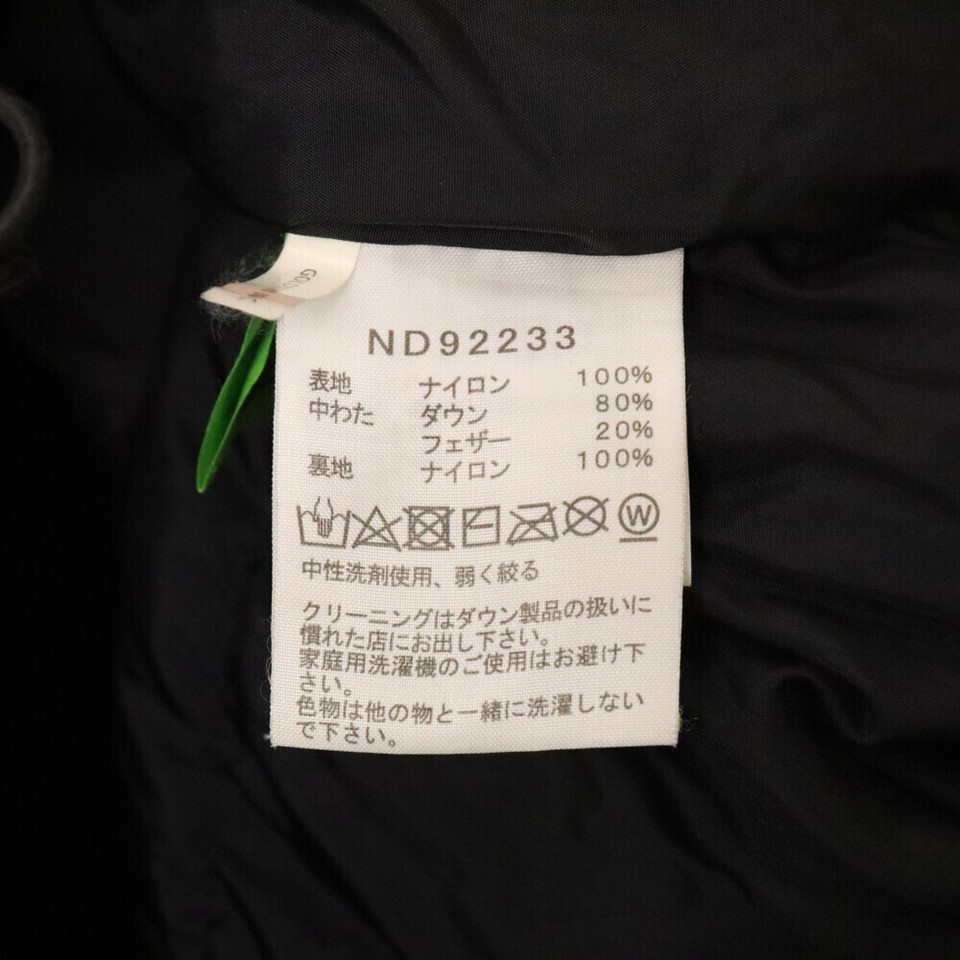 ND92233
表地 ナイロン 100%
中わた ダウン 80%
フェザー 20%
裏地 ナイロン 100%
W
中性洗剤使用、弱く絞る
クリーニングはダウン製品の扱いに
慣れた店にお出し下さい。
家庭用洗濯機のご使用はお避け下
さい。
色物は他の物と一緒に洗濯しない
で下さい。